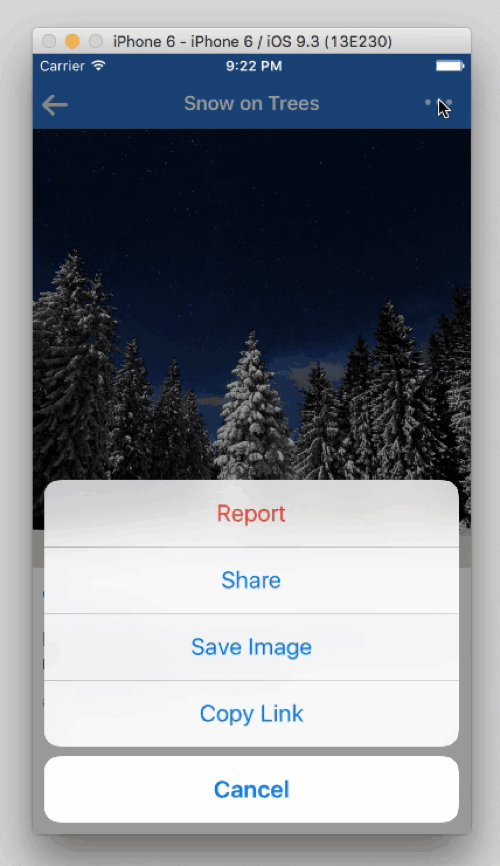 iPhone 6 - iPhone 6 / iOS 9.3 (13E230)
Carrier 9:22 PM
Snow on Trees
Report
Share
Save Image
Copy Link
Cancel